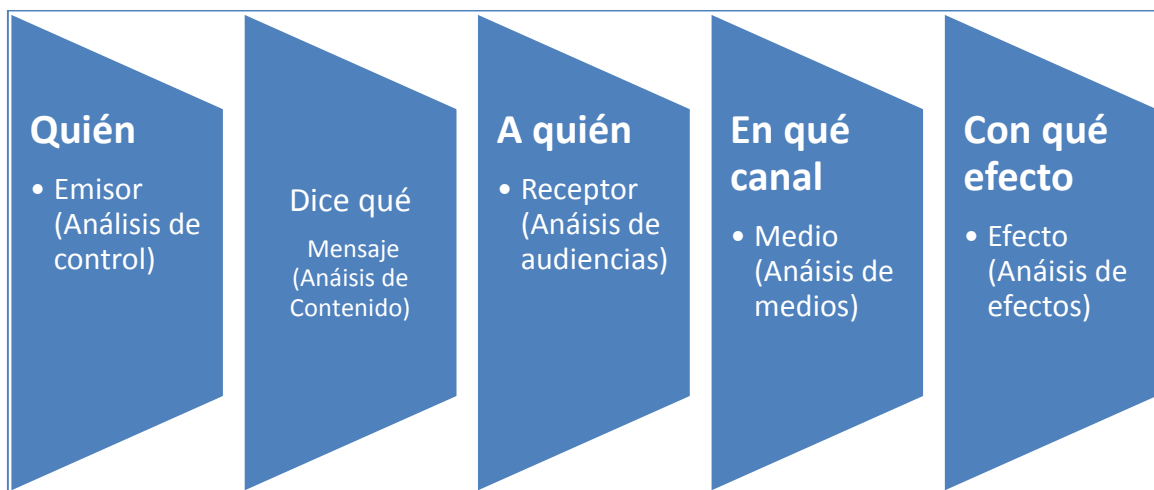 Quién
• Emisor
(Análisis de
control)
Dice qué
Mensaje
(Anáisis de
Contenido)
A quién
• Receptor
(Anáisis de
audiencias)
En qué
canal
• Medio
(Anáisis de
medios)
Con qué
efecto
• Efecto
(Anáisis de
efectos)